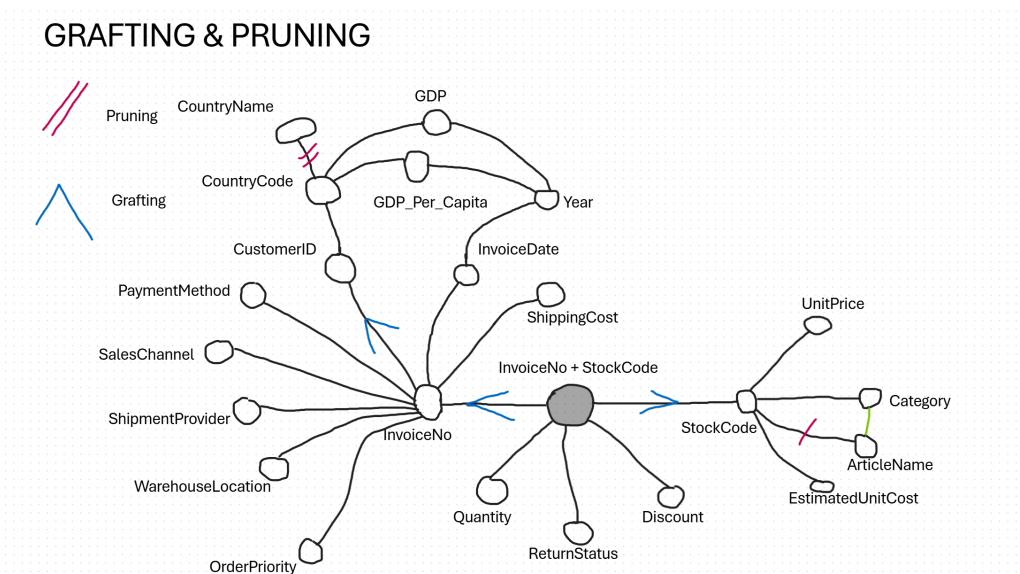 GRAFTING & PRUNING
Pruning
Grafting
CountryName
GDP
CountryCode
GDP_Per_Capita
Year
CustomerID
InvoiceDate
PaymentMethod
ShippingCost
UnitPrice
SalesChannel
InvoiceNo + StockCode
Category
ShipmentProvider
InvoiceNo
StockCode
ArticleName
WarehouseLocation
EstimatedUnitCost
Quantity
Discount
ReturnStatus
OrderPriority